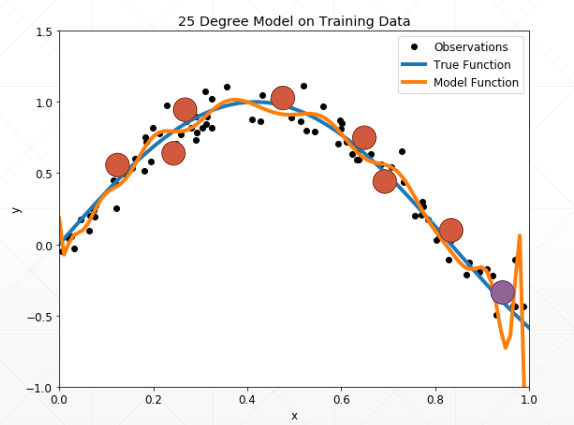 25 Degree Model on Training Data
1.5
1.0
0.5
0.0
−0.5
−1.0
y
Observations
True Function
Model Function
0.0 0.2 0.4 0.6 0.8 1.0
x